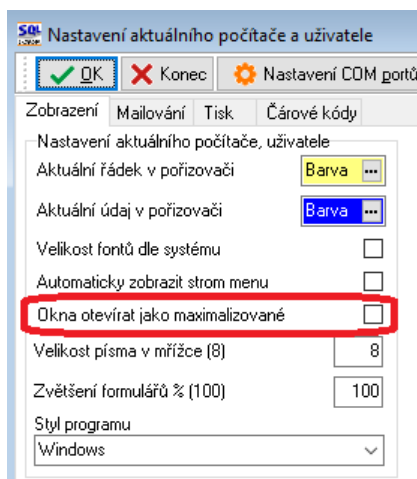 SQL Nastavení aktuálního počítače a uživatele
OK Konec Nastavení COM portů
Zobrazení Mailování Tisk Čárové kódy
Nastavení aktuálního počítače, uživatele
Aktuální řádek v pořizovači Barva ...
Aktuální údaj v pořizovači Barva ...
Velikost fontů dle systému
Automaticky zobrazit strom menu
Okna otevírat jako maximalizované
Velikost písma v mřížce (8) 8
Zvětšení formulářů % (100) 100
Styl programu
Windows